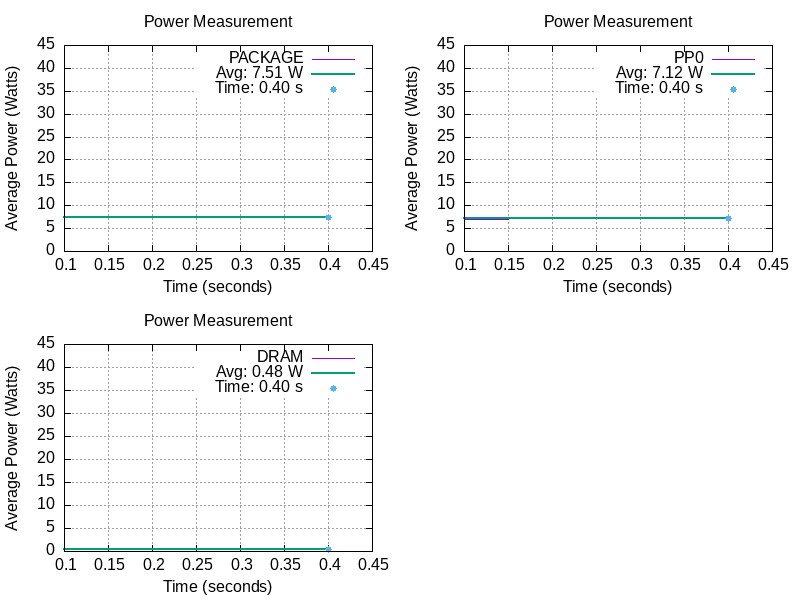 Power Measurement
PACKAGE
Avg: 7.51 W
Time: 0.40 s
45
40
35
30
25
20
15
10
5
0
0.1 0.15 0.2 0.25 0.3 0.35 0.4 0.45
Average Power (Watts)
Time (seconds)
Power Measurement
PP0
Avg: 7.12 W
Time: 0.40 s
45
40
35
30
25
20
15
10
5
0
0.1 0.15 0.2 0.25 0.3 0.35 0.4 0.45
Average Power (Watts)
Time (seconds)
Power Measurement
DRAM
Avg: 0.48 W
Time: 0.40 s
45
40
35
30
25
20
15
10
5
0
0.1 0.15 0.2 0.25 0.3 0.35 0.4 0.45
Average Power (Watts)
Time (seconds)